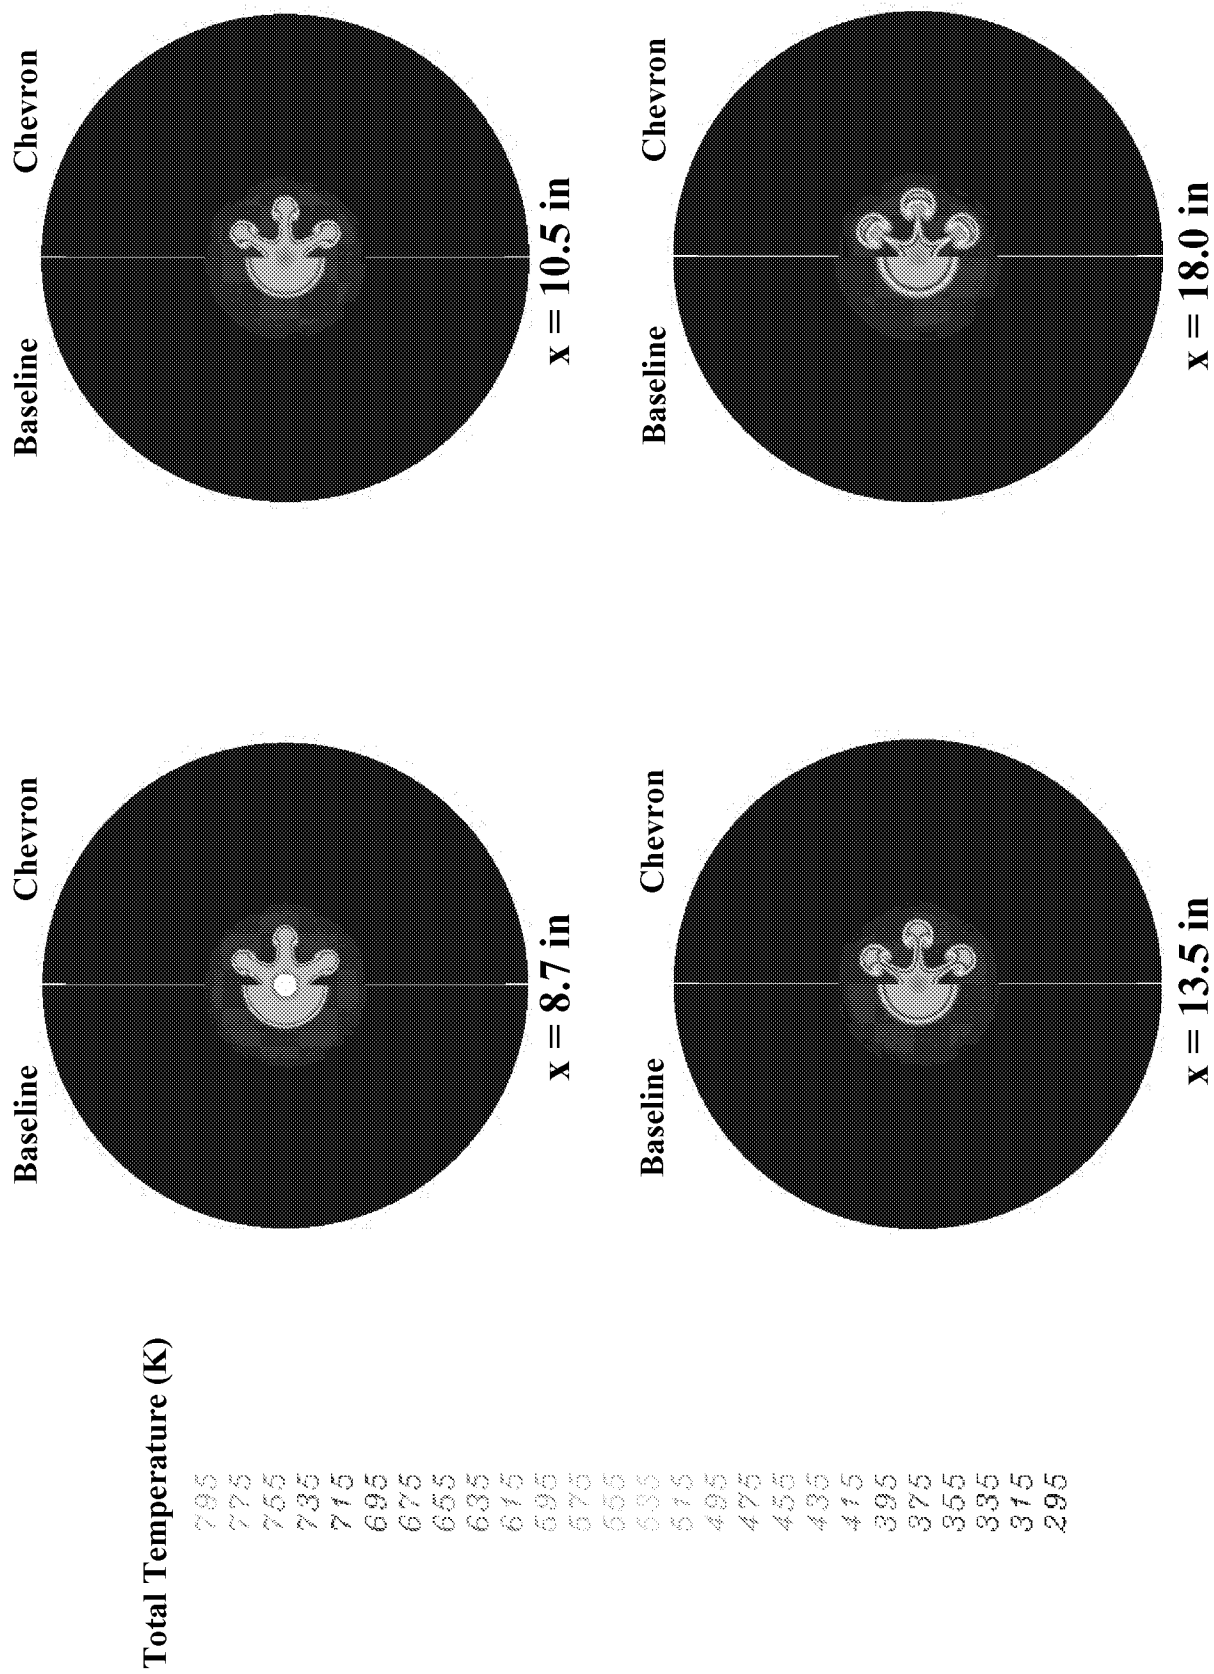 Total Temperature (K)
795
775
755
735
715
695
675
655
635
615
595
575
555
535
515
495
475
455
435
415
395
375
355
335
315
295
Baseline Chevron
x = 8.7 in
Baseline Chevron
x = 10.5 in
Baseline Chevron
x = 13.5 in
Baseline Chevron
x = 18.0 in